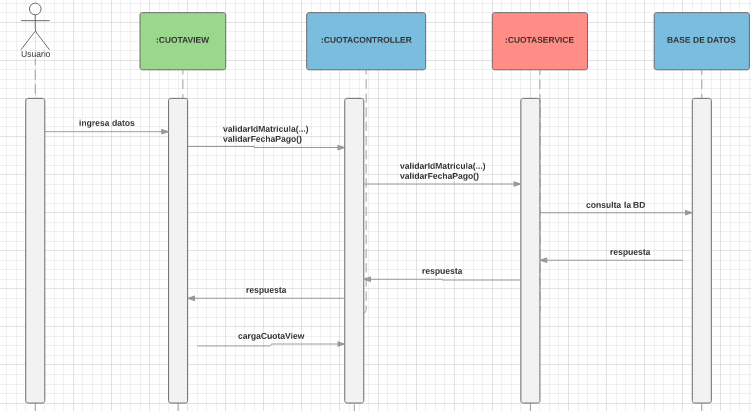 Usuario
:CUOTAVIEW
:CUOTACONTROLLER
:CUOTASERVICE
BASE DE DATOS
ingresa datos
validarIdMatricula(...)
validarFechaPago()
validarIdMatricula(...)
validarFechaPago()
consulta la BD
respuesta
respuesta
respuesta
cargaCuotaView